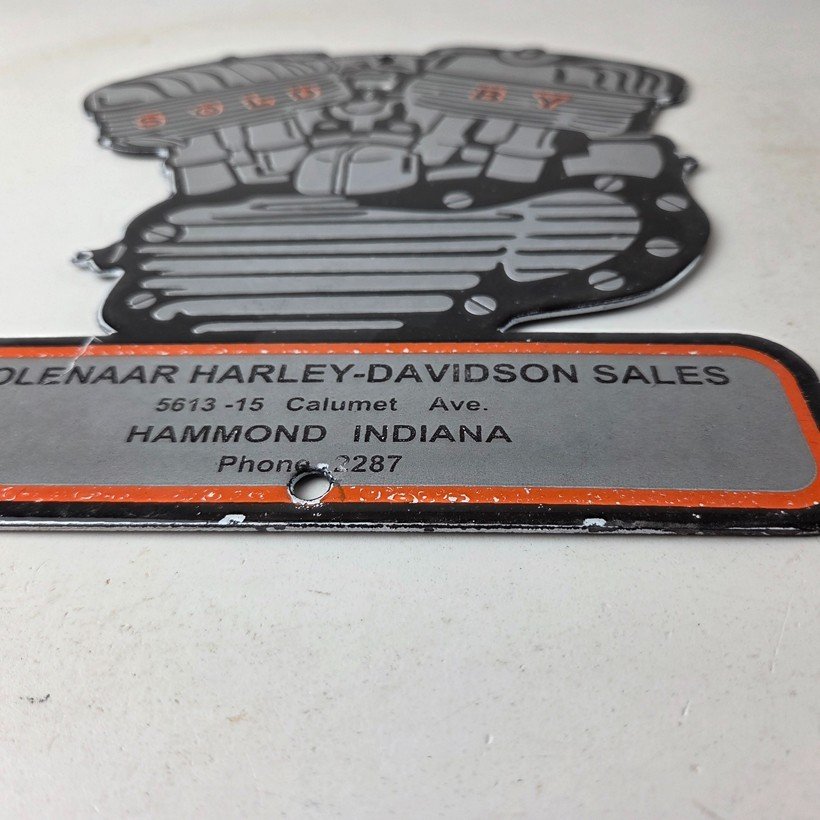 SOLD BY
OLENAAR HARLEY-DAVIDSON SALES
5613-15 Calumet Ave.
HAMMOND INDIANA
Phone 2287